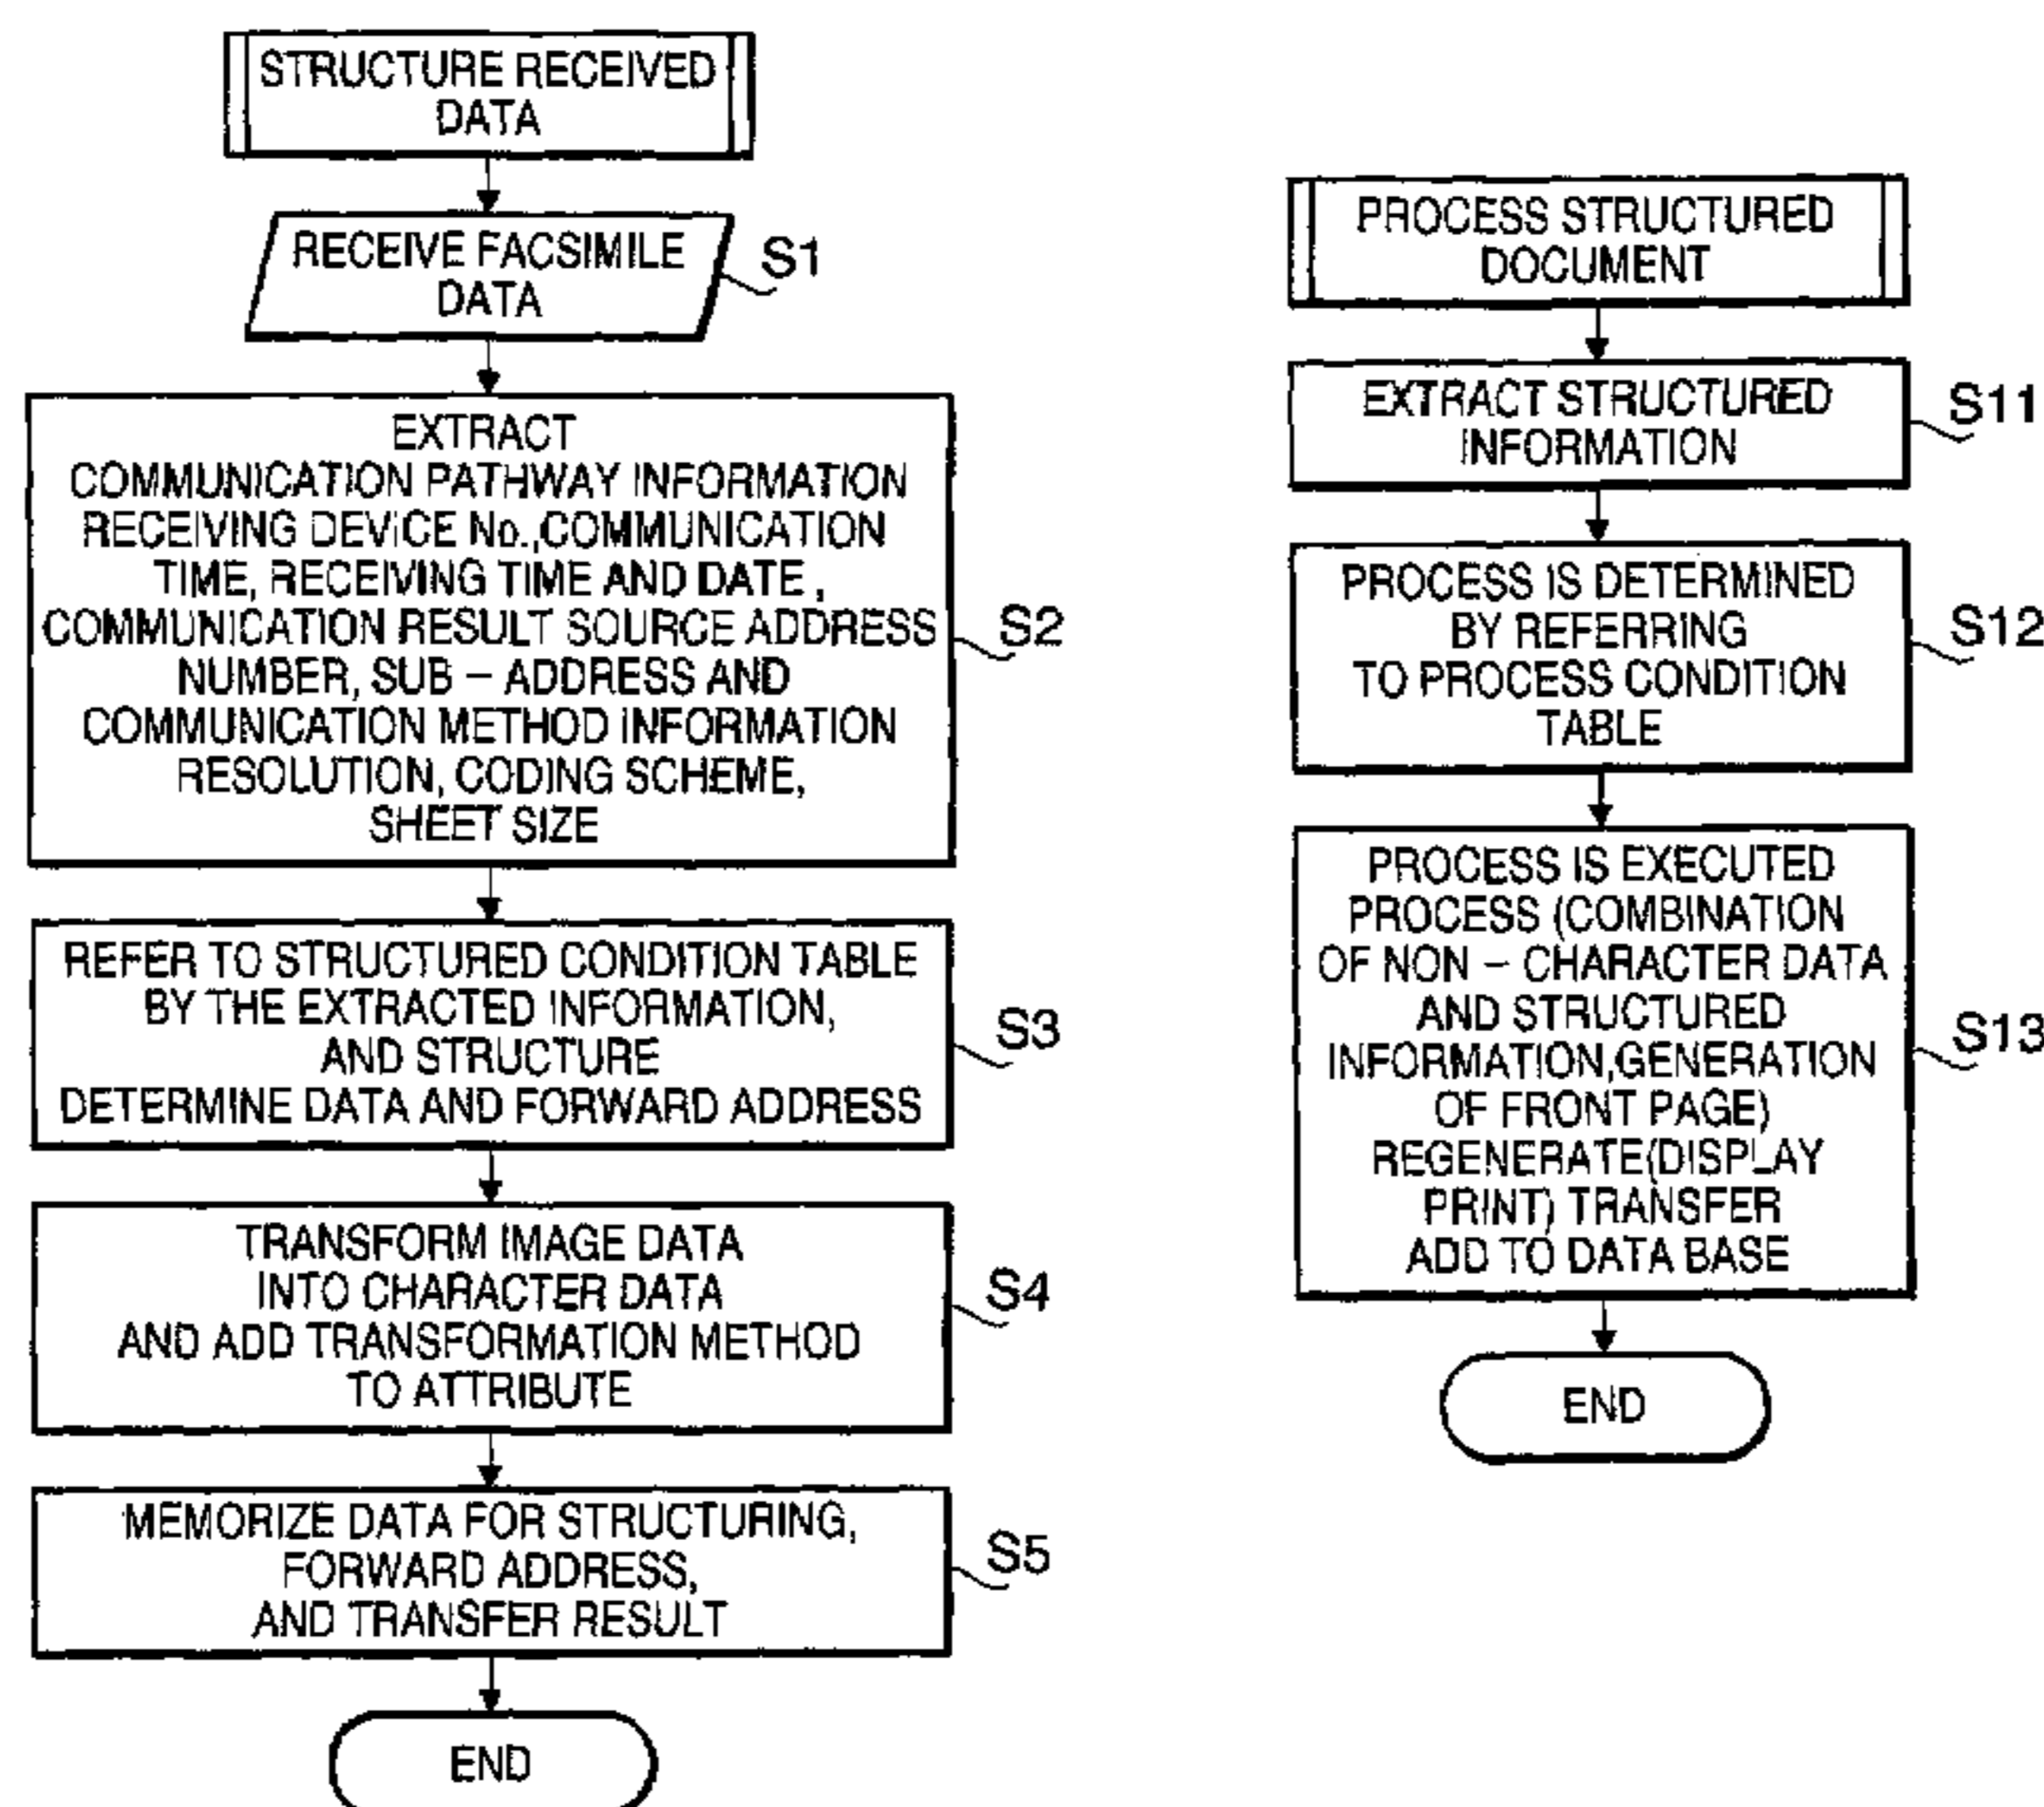 STRUCTURE RECEIVED
DATA
RECEIVE FACSIMILE
DATA
S1
EXTRACT
COMMUNICATION PATHWAY INFORMATION
RECEIVING DEVICE No.,COMMUNICATION
TIME, RECEIVING TIME AND DATE ,
COMMUNICATION RESULT SOURCE ADDRESS
NUMBER, SUB – ADDRESS AND
COMMUNICATION METHOD INFORMATION
RESOLUTION, CODING SCHEME,
SHEET SIZE
S2
REFER TO STRUCTURED CONDITION TABLE
BY THE EXTRACTED INFORMATION,
AND STRUCTURE
DETERMINE DATA AND FORWARD ADDRESS
S3
TRANSFORM IMAGE DATA
INTO CHARACTER DATA
AND ADD TRANSFORMATION METHOD
TO ATTRIBUTE
S4
MEMORIZE DATA FOR STRUCTURING,
FORWARD ADDRESS,
AND TRANSFER RESULT
S5
END
PROCESS STRUCTURED
DOCUMENT
EXTRACT STRUCTURED
INFORMATION
S11
PROCESS IS DETERMINED
BY REFERRING
TO PROCESS CONDITION
TABLE
S12
PROCESS IS EXECUTED
PROCESS (COMBINATION
OF NON – CHARACTER DATA
AND STRUCTURED
INFORMATION,GENERATION
OF FRONT PAGE)
REGENERATE(DISPLAY
PRINT) TRANSFER
ADD TO DATA BASE
S13
END